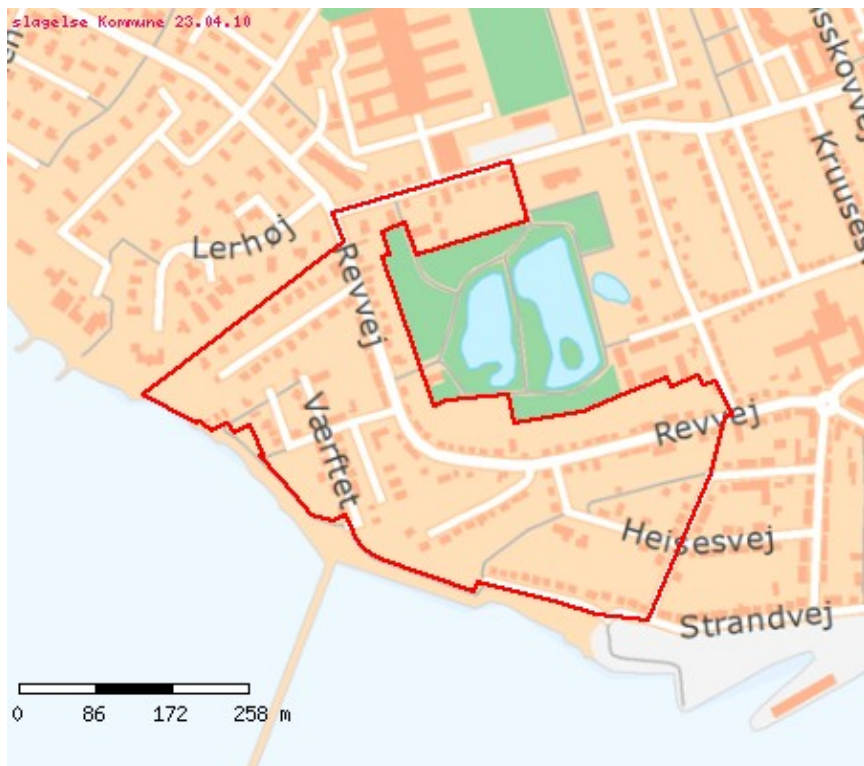 slagelse Kommune 23.04.10
Lerhøj
Revvej
Værftet
Revvej
Heisesvej
Strandvej
0 86 172 258 m